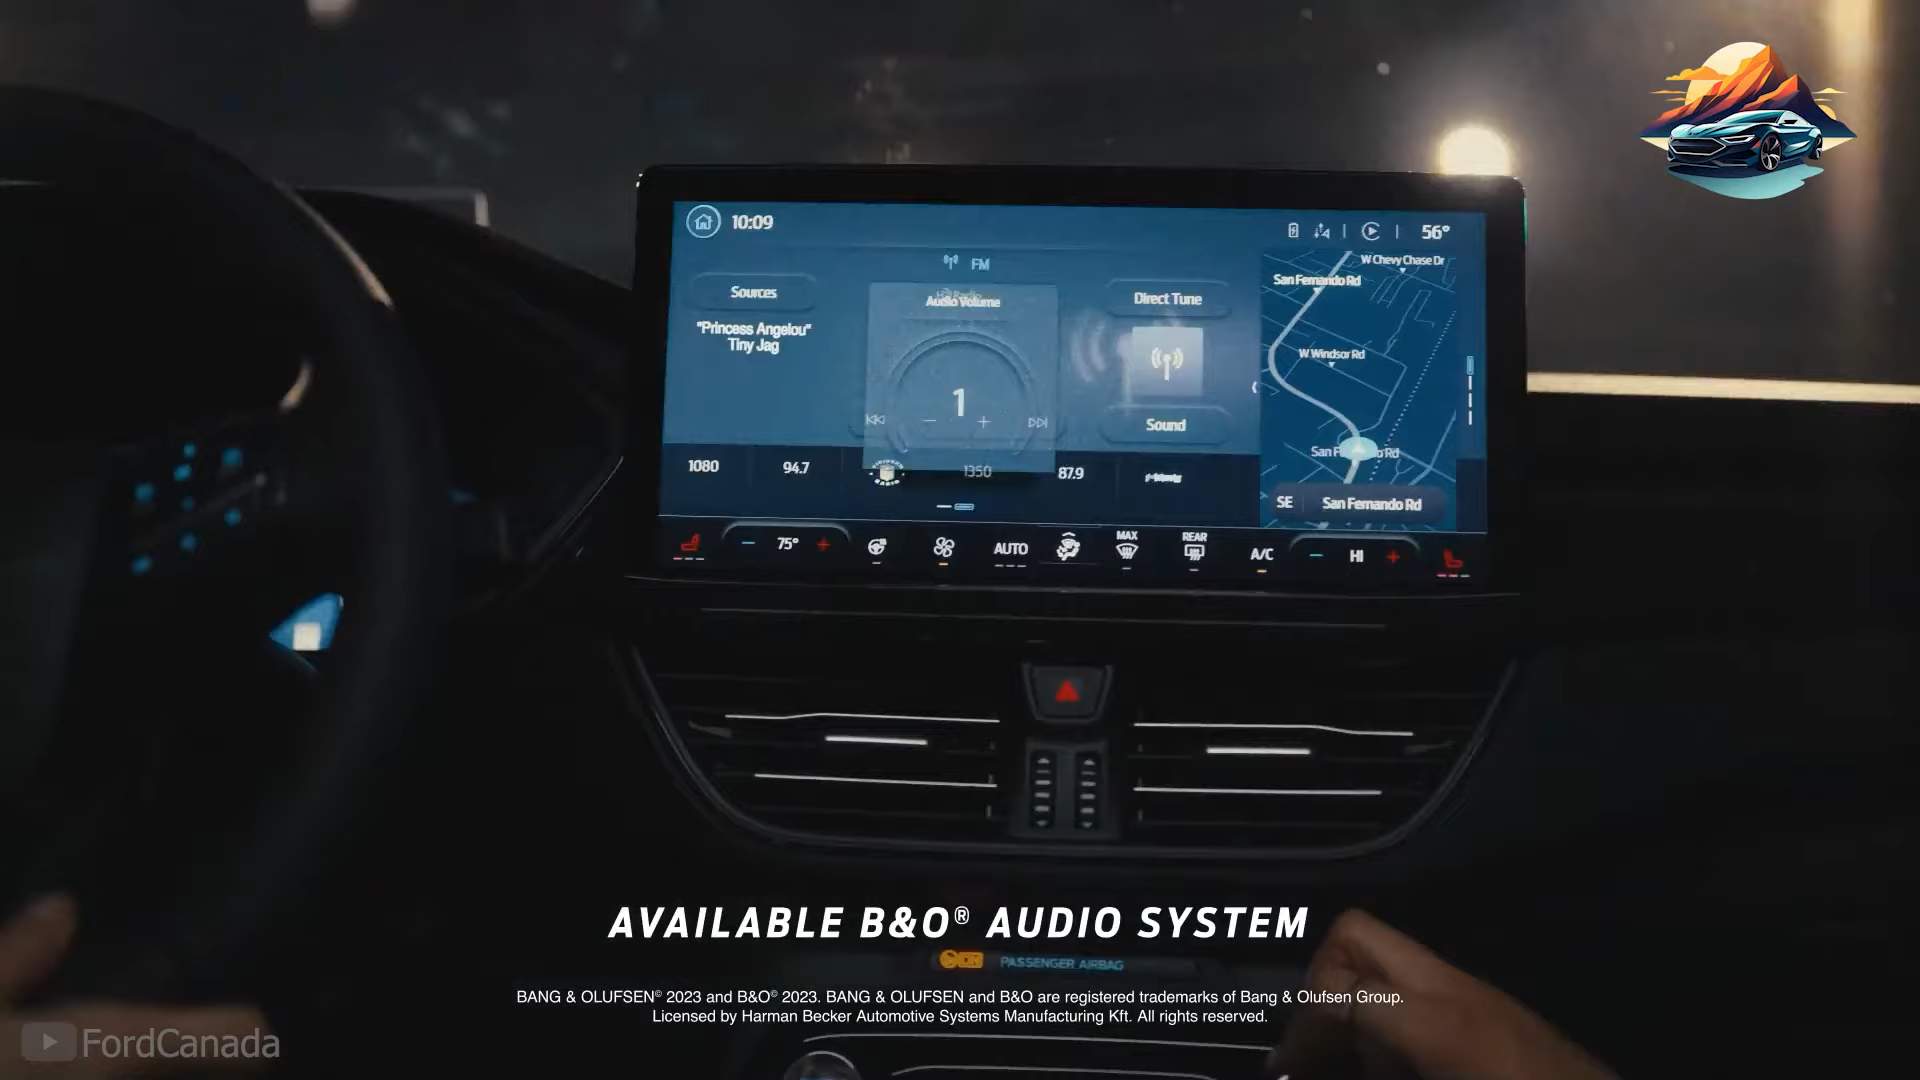 10:09
56°
FM
Sources
"Princess Angelou"
Tiny Jag
Audio Volume
1
Direct Tune
Sound
W Chevy Chase Dr
San Fernando Rd
W Windsor Rd
SE San Fernando Rd
1080
94.7
1350
87.9
75°
AUTO
MAX
REAR
A/C
HI
AVAILABLE B&O® AUDIO SYSTEM
PASSENGER AIRBAG
BANG & OLUFSEN© 2023 and B&O© 2023. BANG & OLUFSEN and B&O are registered trademarks of Bang & Olufsen Group.
Licensed by Harman Becker Automotive Systems Manufacturing Kft. All rights reserved.
FordCanada